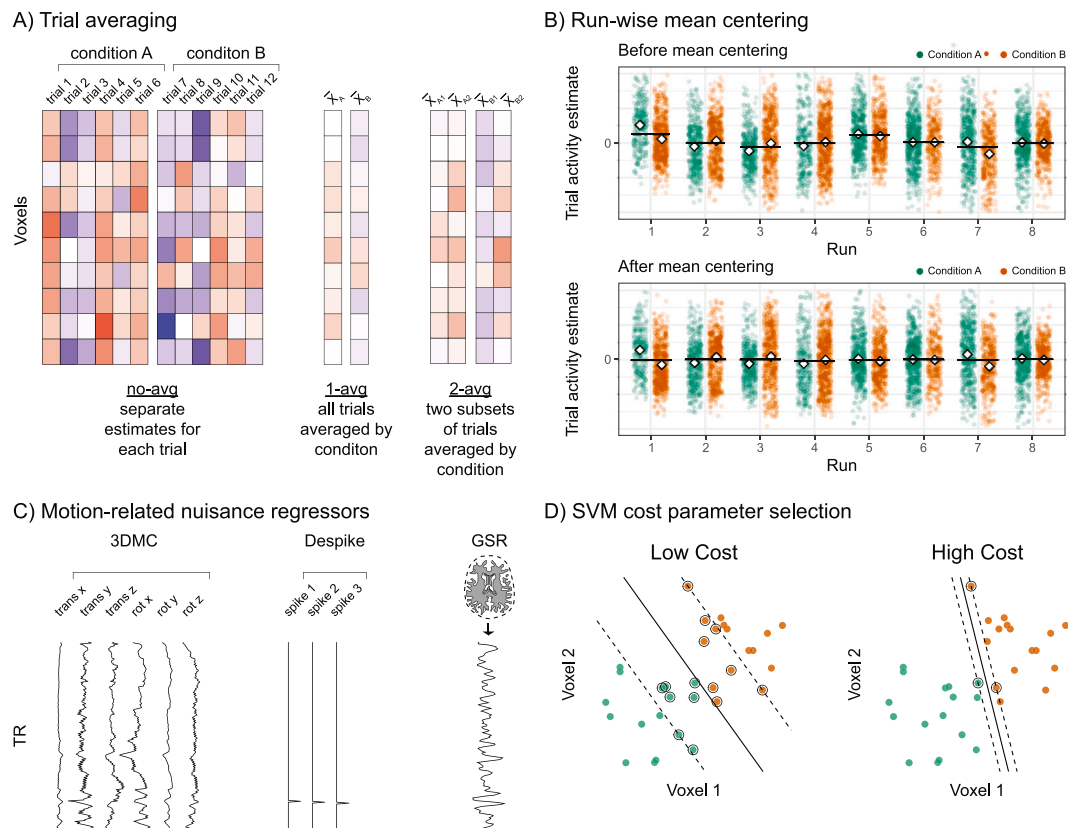 A) Trial averaging
condition A
conditon B
trial 1
trial 2
trial 3
trial 4
trial 5
trial 6
trial 7
trial 8
trial 9
trial 10
trial 11
trial 12
Voxels
X̅A
X̅B
X̅A1
X̅A2
X̅B1
X̅B2
no-avg
separate
estimates for
each trial
1-avg
all trials
averaged by
conditon
2-avg
two subsets
of trials
averaged by
condition
B) Run-wise mean centering
Before mean centering
Condition A
Condition B
Trial activity estimate
0
1 2 3 4 5 6 7 8
Run
After mean centering
Condition A
Condition B
Trial activity estimate
0
1 2 3 4 5 6 7 8
Run
C) Motion-related nuisance regressors
3DMC
Despike
GSR
trans x
trans y
trans z
rot x
rot y
rot z
spike 1
spike 2
spike 3
TR
D) SVM cost parameter selection
Low Cost
High Cost
Voxel 2
Voxel 1
Voxel 2
Voxel 1